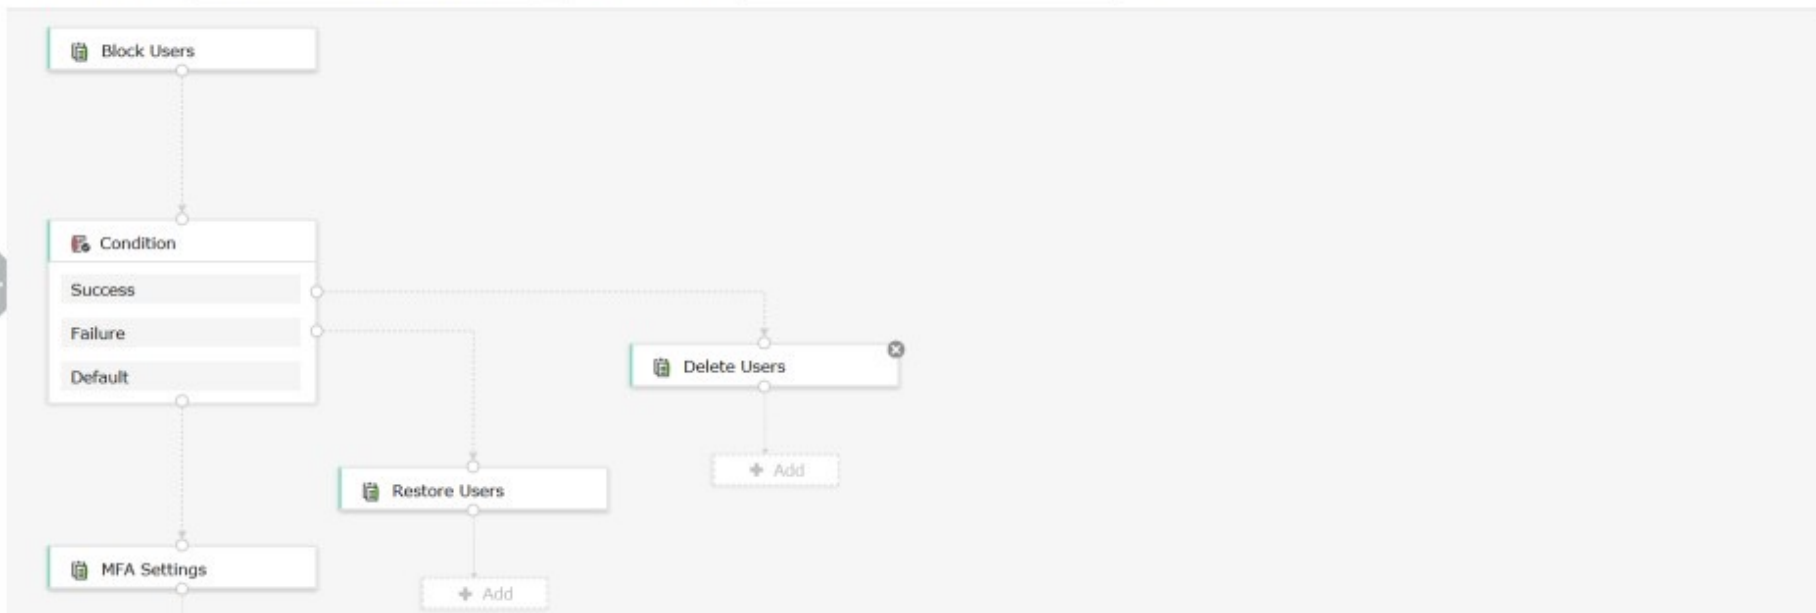 Block Users
Condition
Success
Failure
Default
Delete Users
+ Add
Restore Users
+ Add
MFA Settings